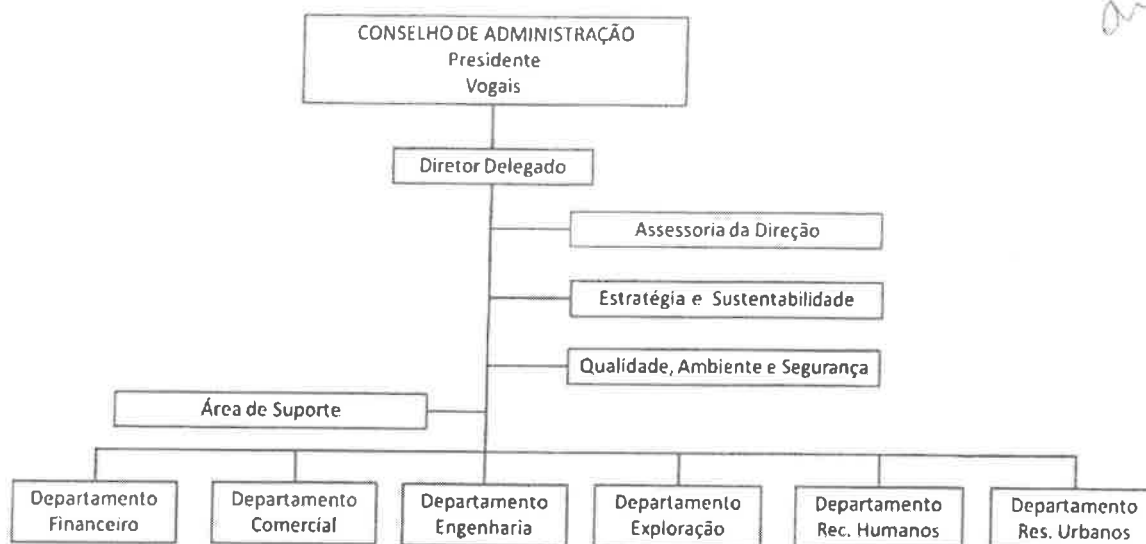 CONSELHO DE ADMINISTRAÇÃO
Presidente
Vogais
Diretor Delegado
Assessoria da Direção
Estratégia e Sustentabilidade
Qualidade, Ambiente e Segurança
Área de Suporte
Departamento
Financeiro
Departamento
Comercial
Departamento
Engenharia
Departamento
Exploração
Departamento
Rec. Humanos
Departamento
Res. Urbanos